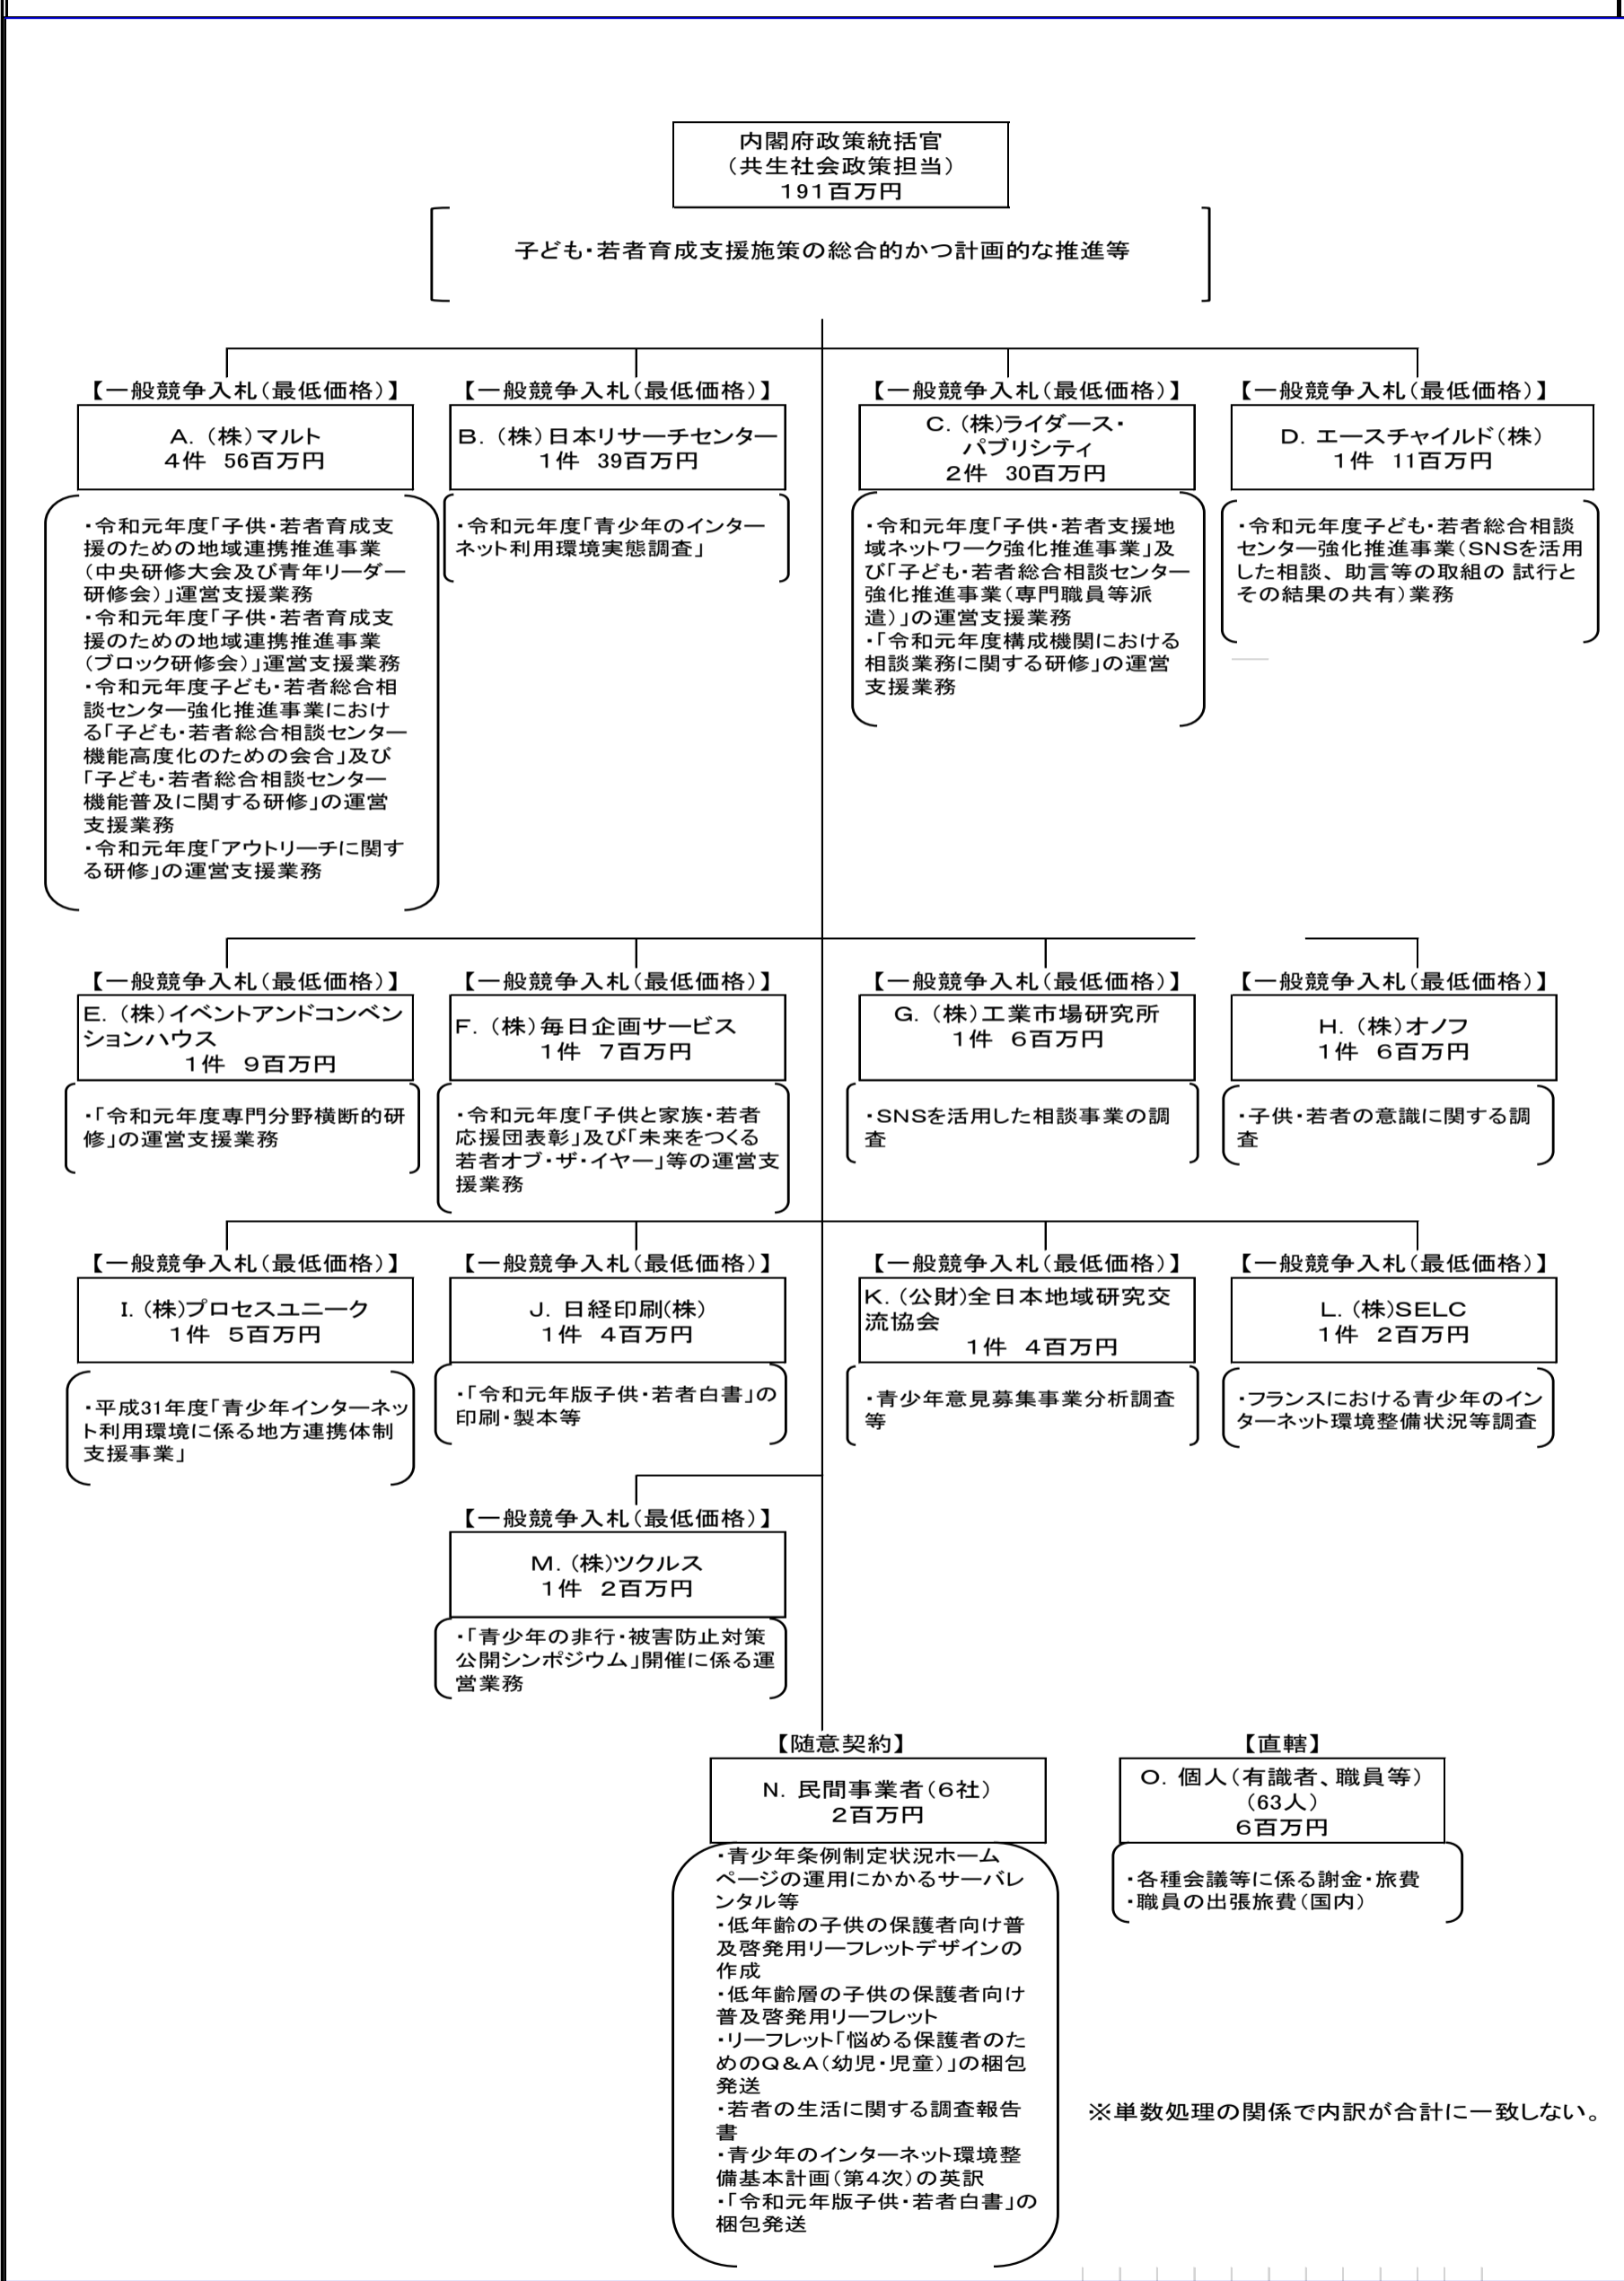 内閣府政策統括官
（共生社会政策担当）
191百万円
子ども・若者育成支援施策の総合的かつ計画的な推進等
【一般競争入札（最低価格）】
A. （株）マルト
4件 56百万円
・令和元年度「子供・若者育成支
援のための地域連携推進事業
（中央研修大会及び青年リーダー
研修会）」運営支援業務
・令和元年度「子供・若者育成支
援のための地域連携推進事業
（ブロック研修会）」運営支援業務
・令和元年度子ども・若者総合相
談センター強化推進事業におけ
る「子ども・若者総合相談センター
機能高度化のための会合」及び
「子ども・若者総合相談センター
機能普及に関する研修」の運営
支援業務
・令和元年度「アウトリーチに関す
る研修」の運営支援業務
【一般競争入札（最低価格）】
B. （株）日本リサーチセンター
1件 39百万円
・令和元年度「青少年のインター
ネット利用環境実態調査」
【一般競争入札（最低価格）】
C. （株）ライダース・
パブリシティ
2件 30百万円
・令和元年度「子供・若者支援地
域ネットワーク強化推進事業」及
び「子ども・若者総合相談センター
強化推進事業（専門職員等派
遣）」の運営支援業務
・「令和元年度構成機関における
相談業務に関する研修」の運営
支援業務
【一般競争入札（最低価格）】
D. エースチャイルド（株）
1件 11百万円
・令和元年度子ども・若者総合相談
センター強化推進事業（SNSを活用
した相談、助言等の取組の 試行と
その結果の共有）業務
【一般競争入札（最低価格）】
E. （株）イベントアンドコンベン
ションハウス
1件 9百万円
・「令和元年度専門分野横断的研
修」の運営支援業務
【一般競争入札（最低価格）】
F. （株）毎日企画サービス
1件 7百万円
・令和元年度「子供と家族・若者
応援団表彰」及び「未来をつくる
若者オブ・ザ・イヤー」等の運営支
援業務
【一般競争入札（最低価格）】
G. （株）工業市場研究所
1件 6百万円
・SNSを活用した相談事業の調
査
【一般競争入札（最低価格）】
H. （株）オノフ
1件 6百万円
・子供・若者の意識に関する調
査
【一般競争入札（最低価格）】
I. （株）プロセスユニーク
1件 5百万円
・平成31年度「青少年インターネッ
ト利用環境に係る地方連携体制
支援事業」
【一般競争入札（最低価格）】
J. 日経印刷（株）
1件 4百万円
・「令和元年版子供・若者白書」の
印刷・製本等
【一般競争入札（最低価格）】
K. （公財）全日本地域研究交
流協会
1件 4百万円
・青少年意見募集事業分析調査
等
【一般競争入札（最低価格）】
L. （株）SELC
1件 2百万円
・フランスにおける青少年のイン
ターネット環境整備状況等調査
【一般競争入札（最低価格）】
M. （株）ツクルス
1件 2百万円
・「青少年の非行・被害防止対策
公開シンポジウム」開催に係る運
営業務
【随意契約】
N. 民間事業者（6社）
2百万円
・青少年条例制定状況ホーム
ページの運用にかかるサーバレ
ンタル等
・低年齢の子供の保護者向け普
及啓発用リーフレットデザインの
作成
・低年齢層の子供の保護者向け
普及啓発用リーフレット
・リーフレット「悩める保護者のた
めのQ＆A（幼児・児童）」の梱包
発送
・若者の生活に関する調査報告
書
・青少年のインターネット環境整
備基本計画（第4次）の英訳
・「令和元年版子供・若者白書」の
梱包発送
【直轄】
O. 個人（有識者、職員等）
（63人）
6百万円
・各種会議等に係る謝金・旅費
・職員の出張旅費（国内）
※単数処理の関係で内訳が合計に一致しない。